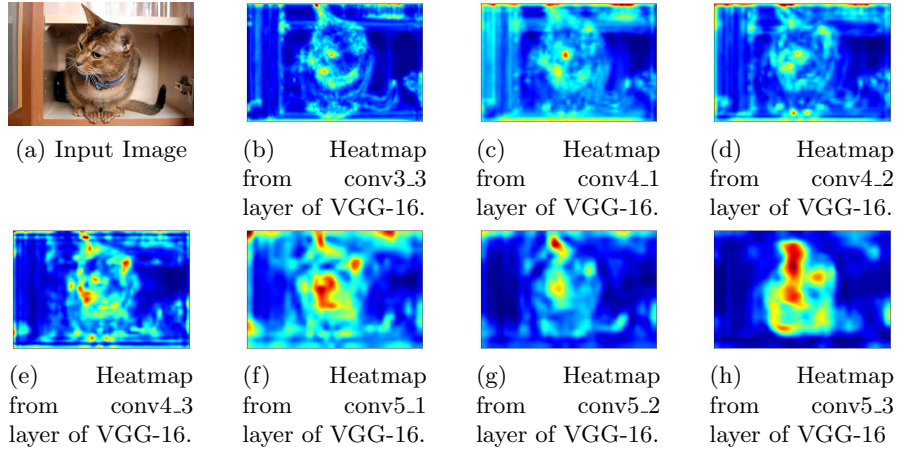 (a) Input Image
(b) Heatmap
from conv3_3
layer of VGG-16.
(c) Heatmap
from conv4_1
layer of VGG-16.
(d) Heatmap
from conv4_2
layer of VGG-16.
(e) Heatmap
from conv4_3
layer of VGG-16.
(f) Heatmap
from conv5_1
layer of VGG-16.
(g) Heatmap
from conv5_2
layer of VGG-16.
(h) Heatmap
from conv5_3
layer of VGG-16